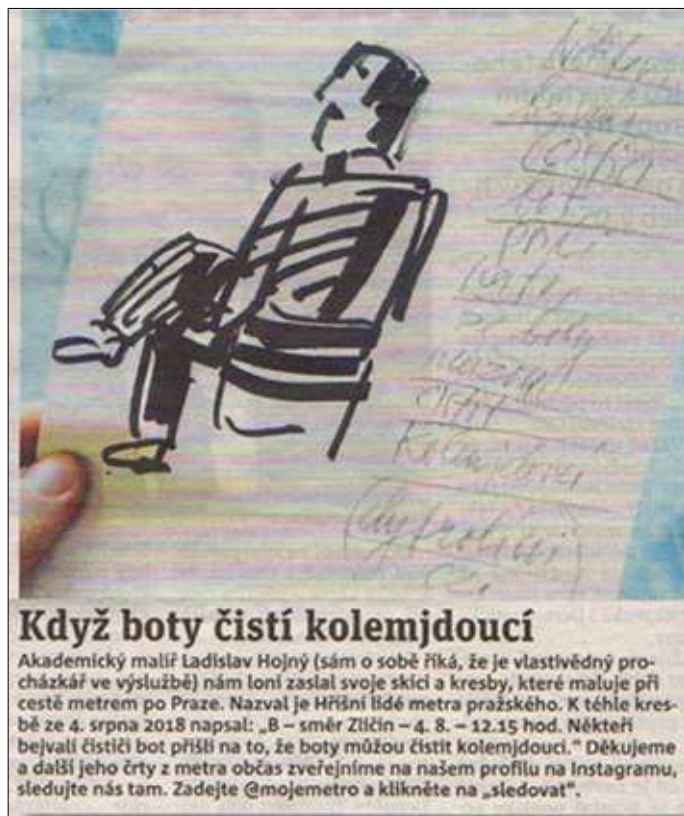 boty
kolemjdoucí
Když boty čistí kolemjdoucí
Akademický malíř Ladislav Hojný (sám o sobě říká, že je vlastivědný pro-
cházkář ve výslužbě) nám loni zaslal svoje skici a kresby, které maluje při
cestě metrem po Praze. Nazval je Hříšní lidé metra pražského. K téhle kres-
bě ze 4. srpna 2018 napsal: „B – směr Zličín – 4. 8. – 12.15 hod. Někteří
bejvalí čističi bot přišli na to, že boty můžou čistit kolemjdoucí.“ Děkujeme
a další jeho črty z metra občas zveřejníme na našem profilu na Instagramu,
sledujte nás tam. Zadejte @mojemetro a klikněte na „sledovat“.